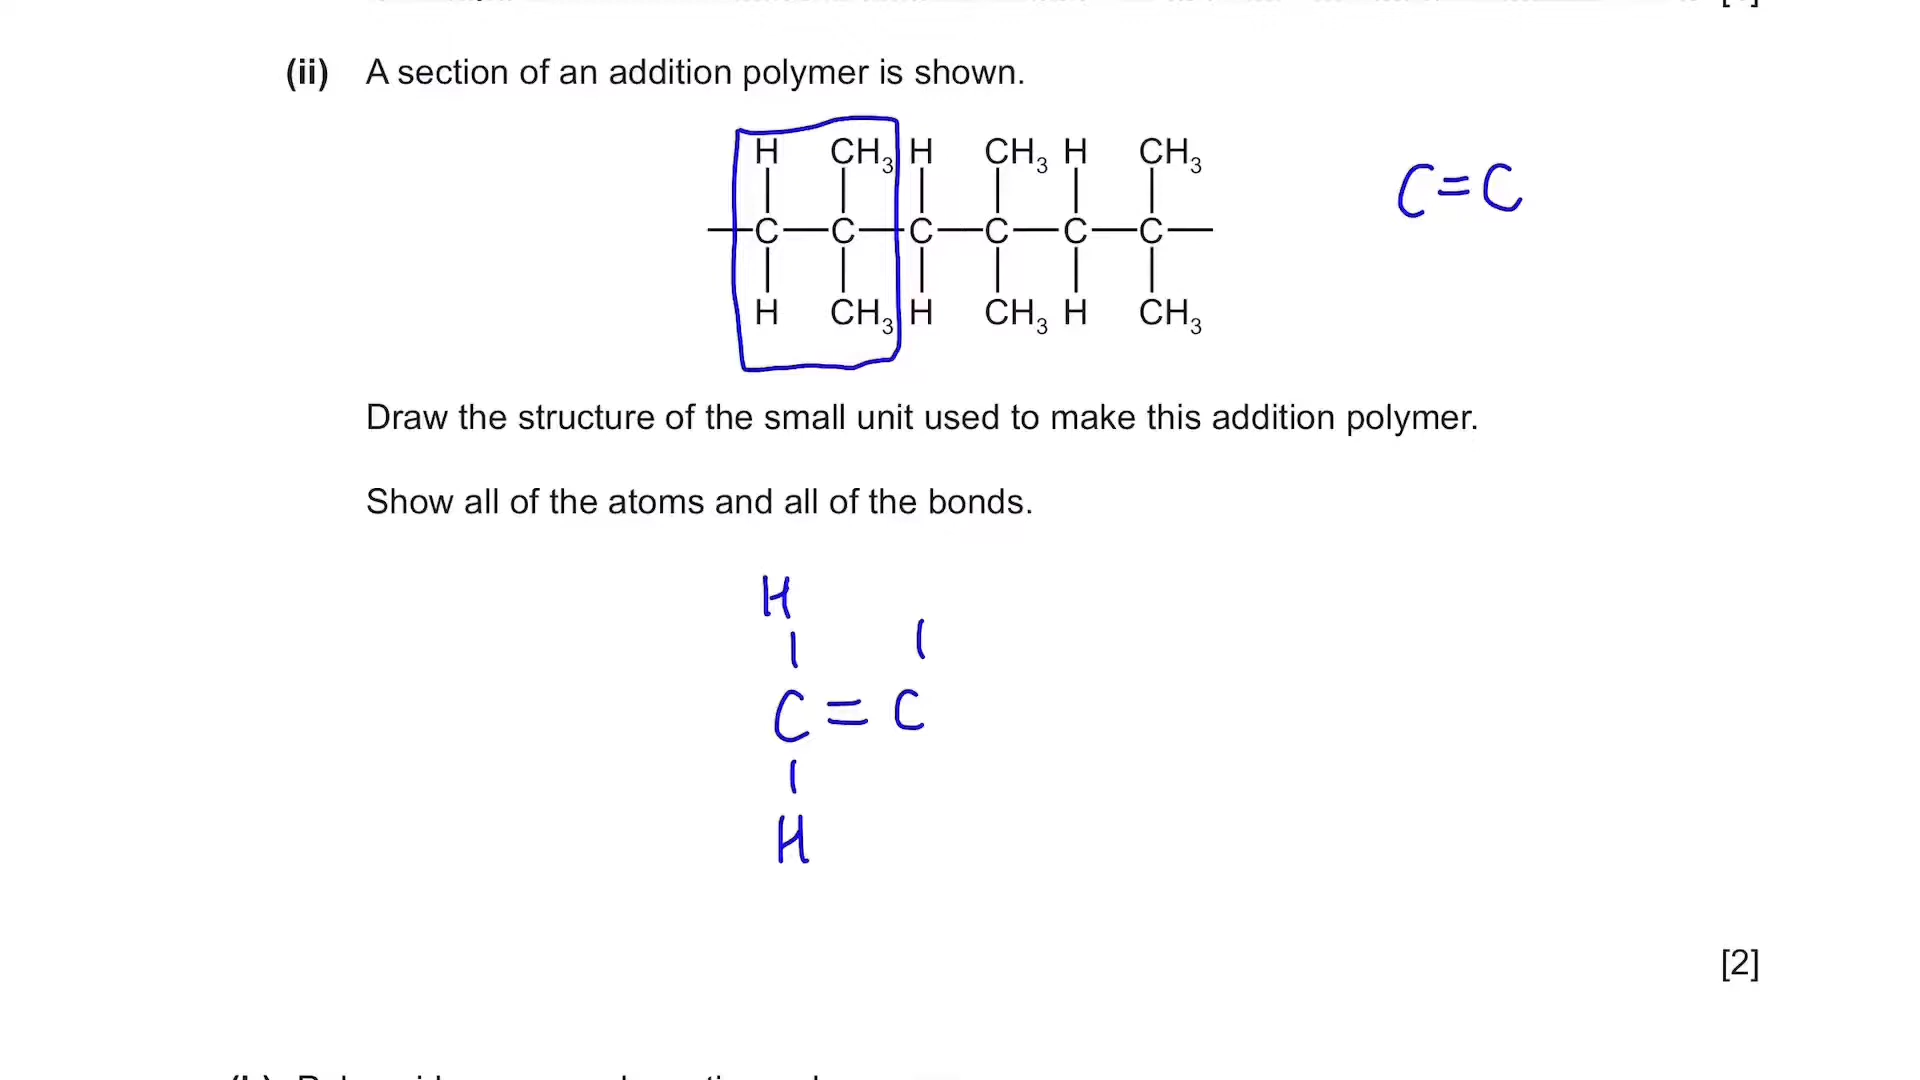 (ii) A section of an addition polymer is shown.
H CH3 H CH3 H CH3
C C C C C C
H CH3 H CH3 H CH3
C=C
Draw the structure of the small unit used to make this addition polymer.
Show all of the atoms and all of the bonds.
H
C = C
H
[2]